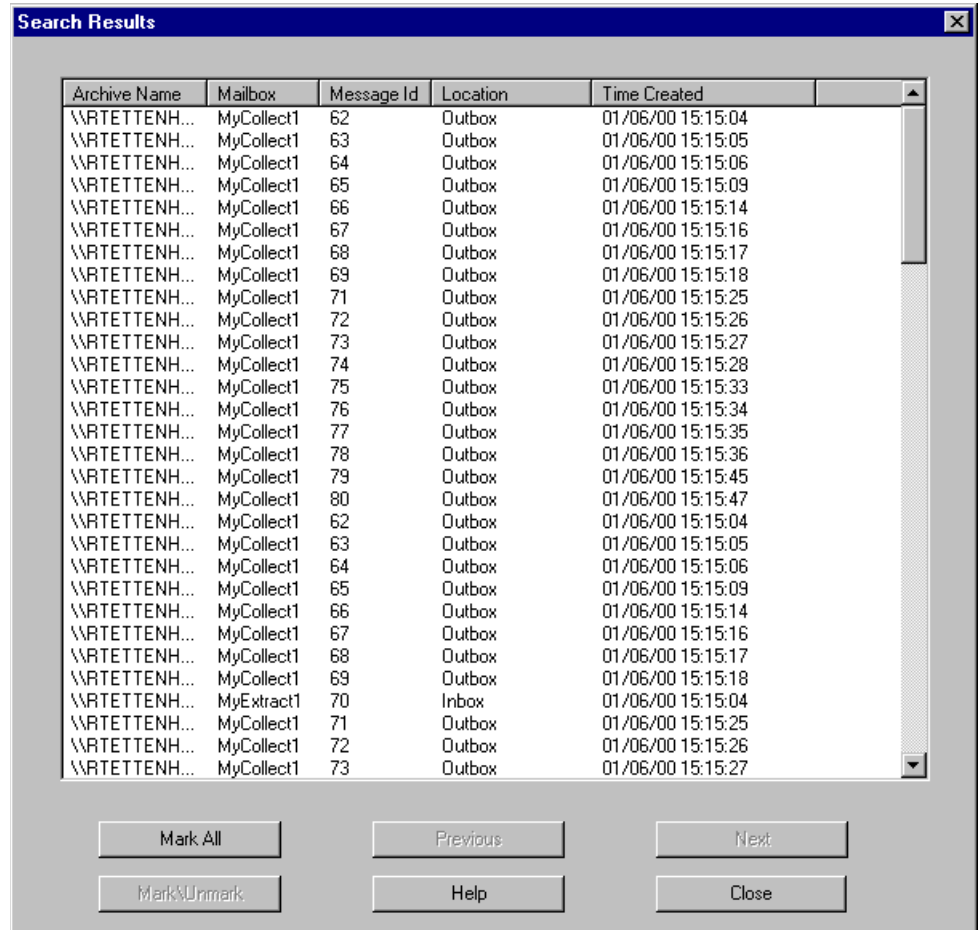 Search Results
Archive Name Mailbox Message Id Location Time Created
\\RTETTENH... MyCollect1 62 Outbox 01/06/00 15:15:04
\\RTETTENH... MyCollect1 63 Outbox 01/06/00 15:15:05
\\RTETTENH... MyCollect1 64 Outbox 01/06/00 15:15:06
\\RTETTENH... MyCollect1 65 Outbox 01/06/00 15:15:09
\\RTETTENH... MyCollect1 66 Outbox 01/06/00 15:15:14
\\RTETTENH... MyCollect1 67 Outbox 01/06/00 15:15:16
\\RTETTENH... MyCollect1 68 Outbox 01/06/00 15:15:17
\\RTETTENH... MyCollect1 69 Outbox 01/06/00 15:15:18
\\RTETTENH... MyCollect1 71 Outbox 01/06/00 15:15:25
\\RTETTENH... MyCollect1 72 Outbox 01/06/00 15:15:26
\\RTETTENH... MyCollect1 73 Outbox 01/06/00 15:15:27
\\RTETTENH... MyCollect1 74 Outbox 01/06/00 15:15:28
\\RTETTENH... MyCollect1 75 Outbox 01/06/00 15:15:33
\\RTETTENH... MyCollect1 76 Outbox 01/06/00 15:15:34
\\RTETTENH... MyCollect1 77 Outbox 01/06/00 15:15:35
\\RTETTENH... MyCollect1 78 Outbox 01/06/00 15:15:36
\\RTETTENH... MyCollect1 79 Outbox 01/06/00 15:15:45
\\RTETTENH... MyCollect1 80 Outbox 01/06/00 15:15:47
\\RTETTENH... MyCollect1 62 Outbox 01/06/00 15:15:04
\\RTETTENH... MyCollect1 63 Outbox 01/06/00 15:15:05
\\RTETTENH... MyCollect1 64 Outbox 01/06/00 15:15:06
\\RTETTENH... MyCollect1 65 Outbox 01/06/00 15:15:09
\\RTETTENH... MyCollect1 66 Outbox 01/06/00 15:15:14
\\RTETTENH... MyCollect1 67 Outbox 01/06/00 15:15:16
\\RTETTENH... MyCollect1 68 Outbox 01/06/00 15:15:17
\\RTETTENH... MyCollect1 69 Outbox 01/06/00 15:15:18
\\RTETTENH... MyExtract1 70 Inbox 01/06/00 15:15:04
\\RTETTENH... MyCollect1 71 Outbox 01/06/00 15:15:25
\\RTETTENH... MyCollect1 72 Outbox 01/06/00 15:15:26
\\RTETTENH... MyCollect1 73 Outbox 01/06/00 15:15:27
Mark All Previous Next
Mark\Unmark Help Close